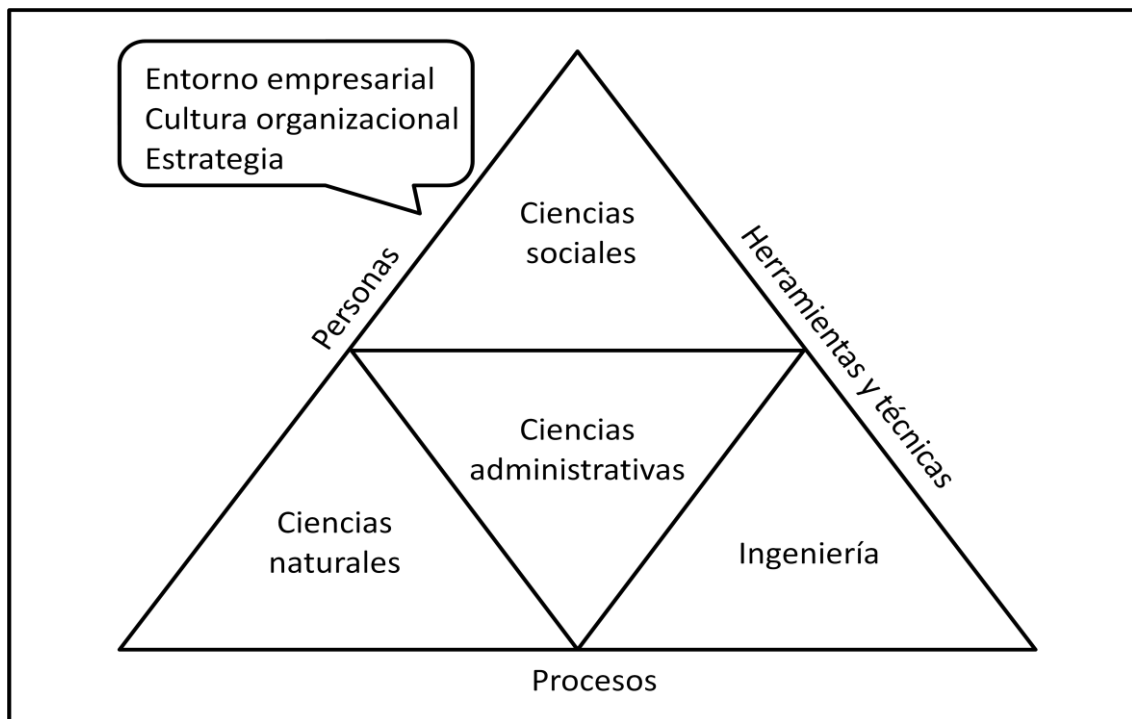 Entorno empresarial
Cultura organizacional
Estrategia
Ciencias
sociales
Personas
Herramientas y técnicas
Ciencias
administrativas
Ciencias
naturales
Ingeniería
Procesos